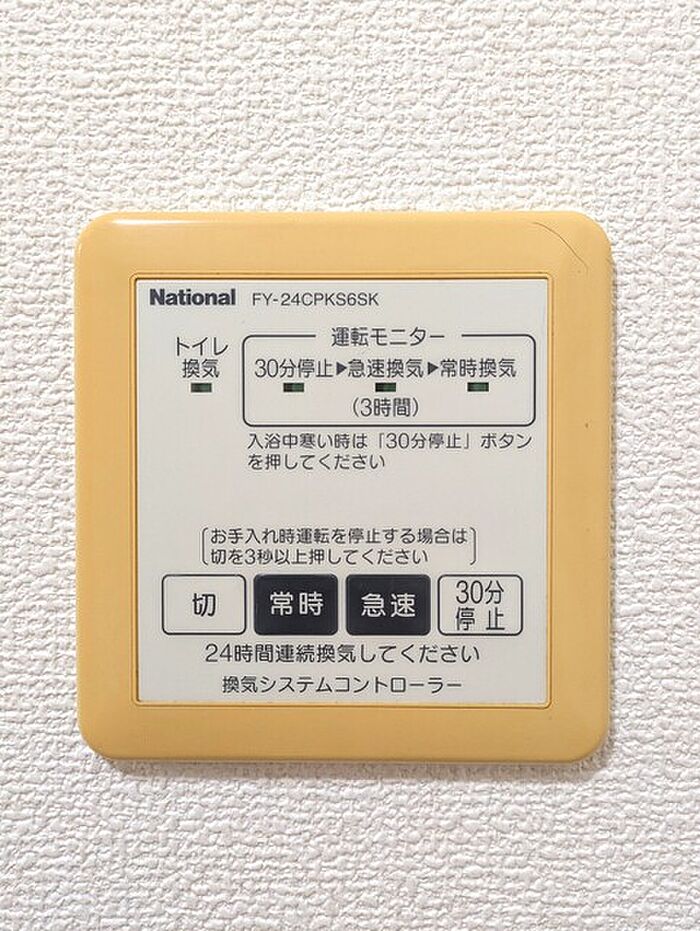 National FY-24CPKS6SK
運転モニター
トイレ
換気
30分停止▶急速換気▶常時換気
(3時間)
入浴中寒い時は「30分停止」ボタン
を押してください
お手入れ時運転を停止する場合は
切を3秒以上押してください
切
常時
急速
30分
停止
24時間連続換気してください
換気システムコントローラー